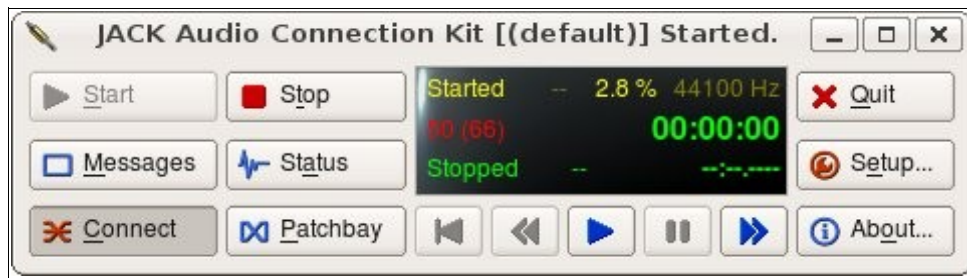 JACK Audio Connection Kit [(default)] Started.
Start Stop Started -- 2.8 % 44100 Hz Quit
(66) 00:00:00
Messages Status Stopped -- --:--.---- Setup...
Connect Patchbay About...